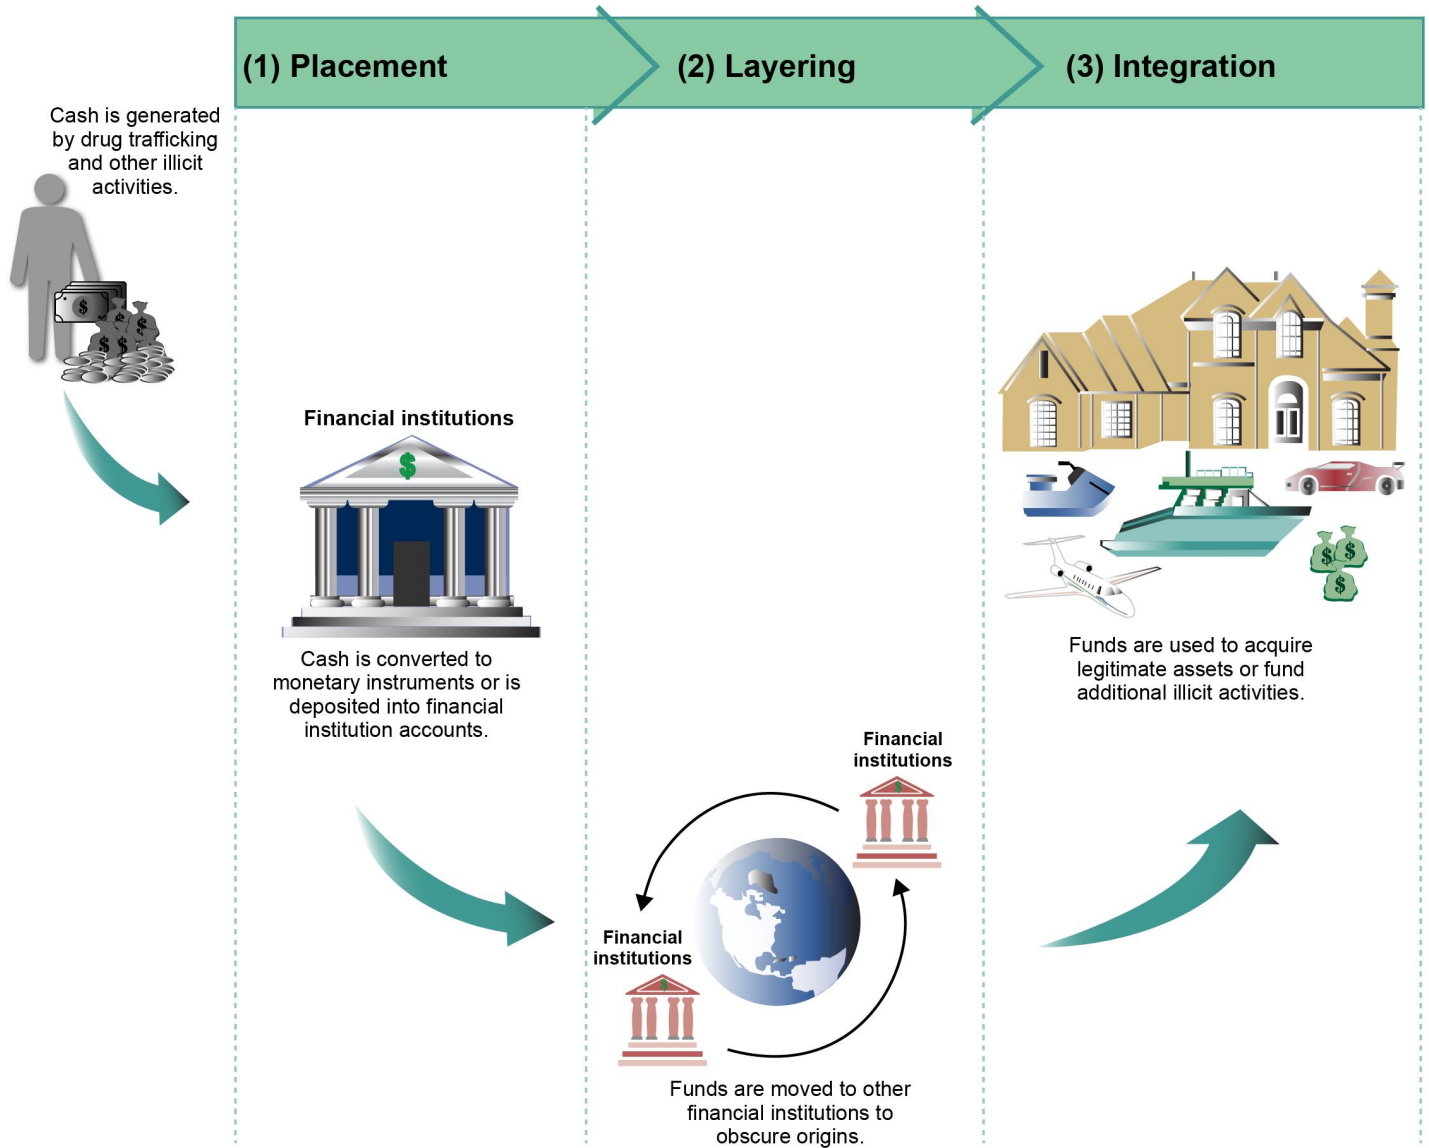 (1) Placement
(2) Layering
(3) Integration
Cash is generated
by drug trafficking
and other illicit
activities.
$
$
$
$
$
Financial institutions
$
Cash is converted to
monetary instruments or is
deposited into financial
institution accounts.
Financial
institutions
$
Financial
institutions
$
Funds are moved to other
financial institutions to
obscure origins.
$
$
$
Funds are used to acquire
legitimate assets or fund
additional illicit activities.